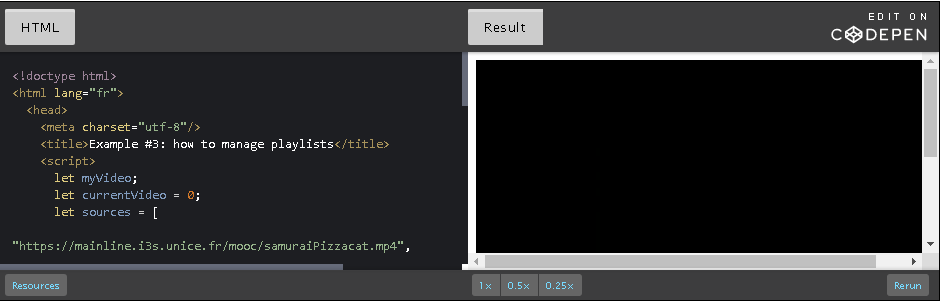 HTML
Result
EDIT ON
CODEPEN
<!doctype html>
<html lang="fr">
<head>
<meta charset="utf-8"/>
<title>Example #3: how to manage playlists</title>
<script>
let myVideo;
let currentVideo = 0;
let sources = [
"https://mainline.i3s.unice.fr/mooc/samuraiPizzacat.mp4",
Resources
1× 0.5× 0.25×
Rerun